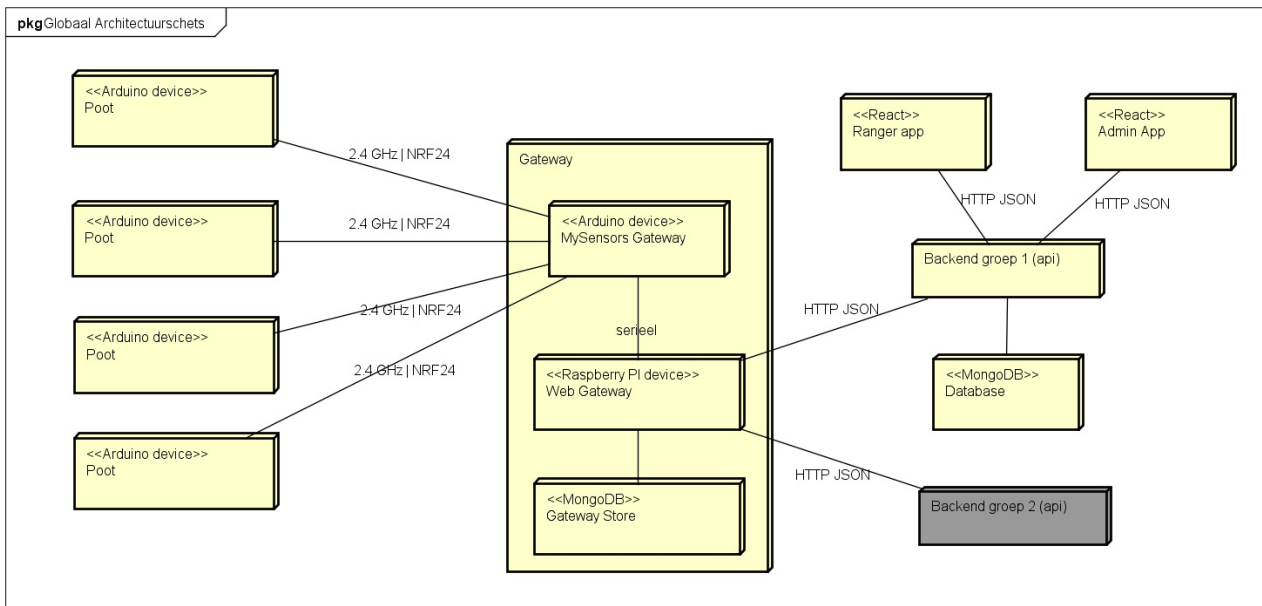 pkg Globaal Architectuurschets
<<Arduino device>>
Poot
2.4 GHz | NRF24
<<Arduino device>>
Poot
2.4 GHz | NRF24
<<Arduino device>>
Poot
2.4 GHz | NRF24
<<Arduino device>>
Poot
2.4 GHz | NRF24
Gateway
<<Arduino device>>
MySensors Gateway
serieel
<<Raspberry PI device>>
Web Gateway
<<MongoDB>>
Gateway Store
<<React>>
Ranger app
<<React>>
Admin App
HTTP JSON
HTTP JSON
Backend groep 1 (api)
HTTP JSON
<<MongoDB>>
Database
HTTP JSON
Backend groep 2 (api)